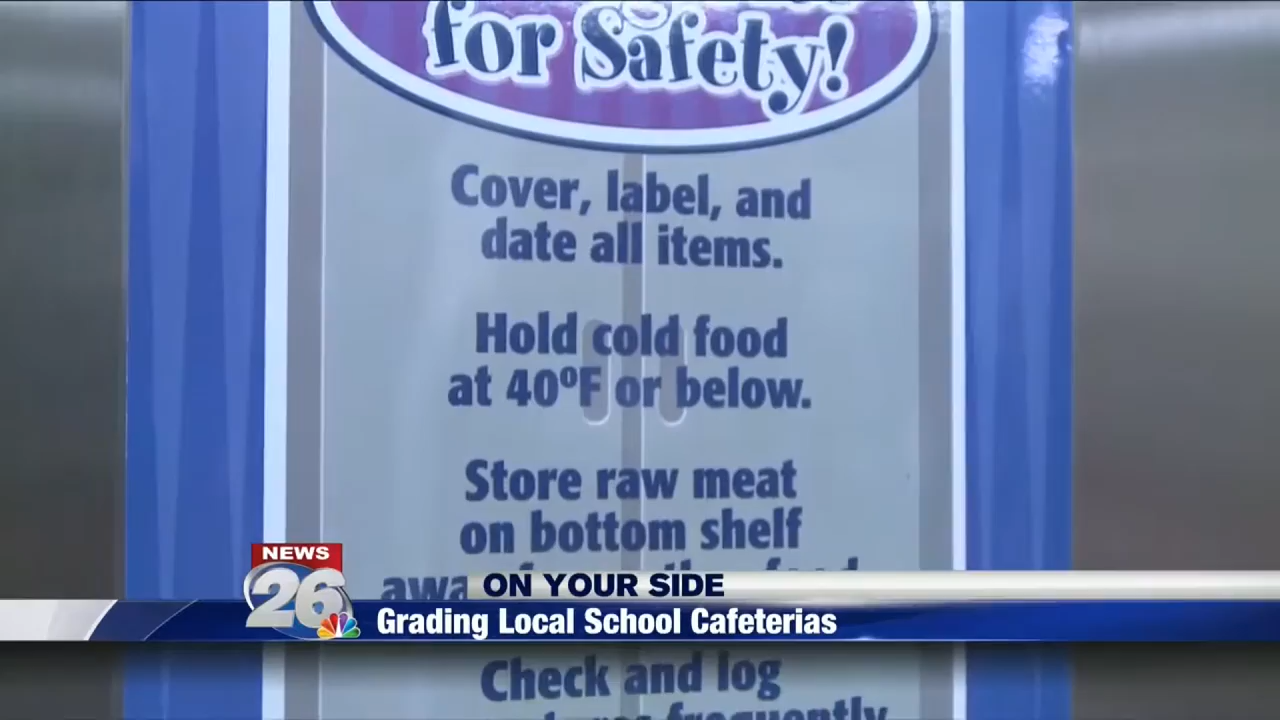 for Safety!
Cover, label, and
date all items.
Hold cold food
at 40ºF or below.
Store raw meat
on bottom shelf
NEWS
26
ON YOUR SIDE
Grading Local School Cafeterias
Check and log
frequently